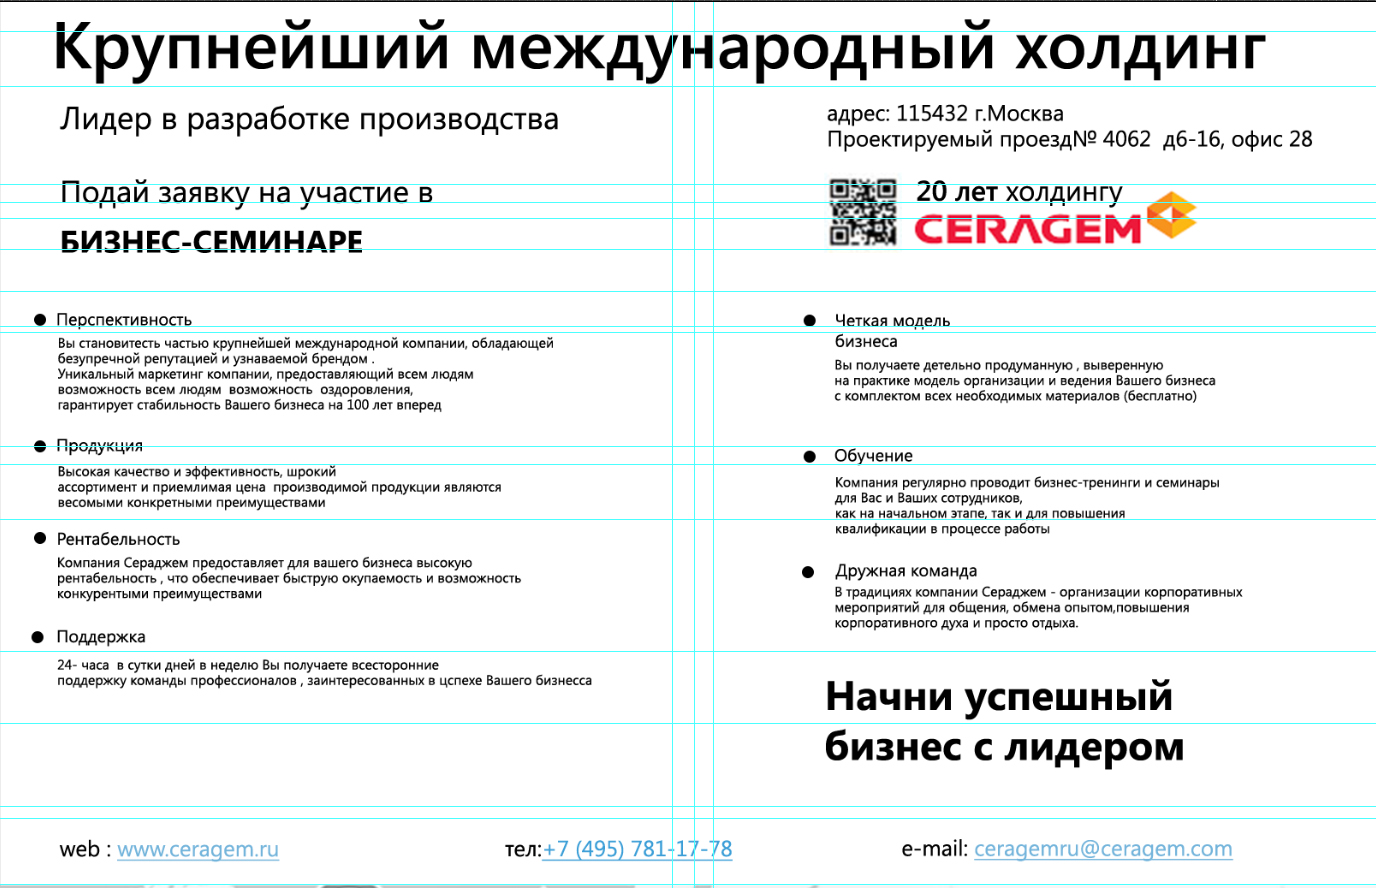 Крупнейший международный холдинг
Лидер в разработке производства
адрес: 115432 г.Москва
Проектируемый проезд№ 4062 д6-16, офис 28
Подай заявку на участие в
БИЗНЕС-СЕМИНАРЕ
20 лет холдингу
CERAGEM
Перспективность
Вы становитесть частью крупнейшей международной компании, обладающей
безупречной репутацией и узнаваемой брендом .
Уникальный маркетинг компании, предоставляющий всем людям
возможность всем людям возможность оздоровления,
гарантирует стабильность Вашего бизнеса на 100 лет вперед
Продукция
Высокая качество и эффективность, шрокий
ассортимент и приемлимая цена производимой продукции являются
весомыми конкретными преимуществами
Рентабельность
Компания Сераджем предоставляет для вашего бизнеса высокую
рентабельность , что обеспечивает быструю окупаемость и возможность
конкурентыми преимуществами
Поддержка
24- часа в сутки дней в неделю Вы получаете всесторонние
поддержку команды профессионалов , заинтересованных в цспехе Вашего бизнесса
Четкая модель
бизнеса
Вы получаете детельно продуманную , выверенную
на практике модель организации и ведения Вашего бизнеса
с комплектом всех необходимых материалов (бесплатно)
Обучение
Компания регулярно проводит бизнес-тренинги и семинары
для Вас и Ваших сотрудников,
как на начальном этапе, так и для повышения
квалификации в процессе работы
Дружная команда
В традициях компании Сераджем - организации корпоративных
мероприятий для общения, обмена опытом,повышения
корпоративного духа и просто отдыха.
Начни успешный
бизнес с лидером
web : www.ceragem.ru
тел:+7 (495) 781-17-78
e-mail: ceragemru@ceragem.com